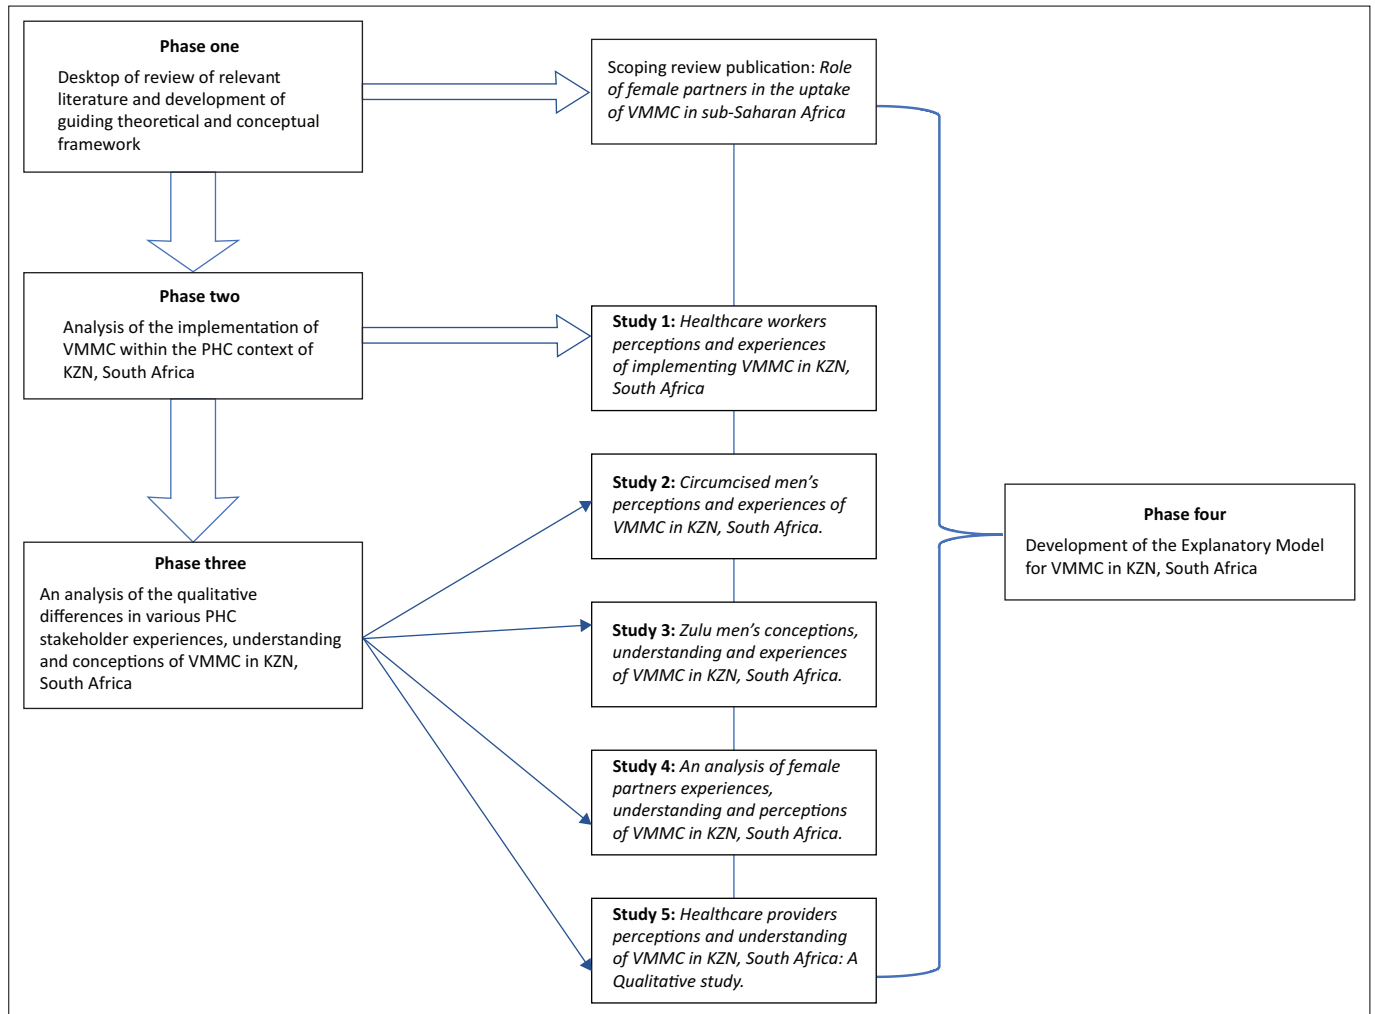 Phase one
Desktop of review of relevant
literature and development of
guiding theoretical and conceptual
framework
Scoping review publication: Role
of female partners in the uptake
of VMMC in sub-Saharan Africa
Phase two
Analysis of the implementation of
VMMC within the PHC context of
KZN, South Africa
Study 1: Healthcare workers
perceptions and experiences
of implementing VMMC in KZN,
South Africa
Study 2: Circumcised men's
perceptions and experiences of
VMMC in KZN, South Africa.
Phase three
An analysis of the qualitative
differences in various PHC
stakeholder experiences, understanding
and conceptions of VMMC in KZN,
South Africa
Study 3: Zulu men's conceptions,
understanding and experiences
of VMMC in KZN, South Africa.
Study 4: An analysis of female
partners experiences,
understanding and perceptions
of VMMC in KZN, South Africa.
Study 5: Healthcare providers
perceptions and understanding
of VMMC in KZN, South Africa: A
Qualitative study.
Phase four
Development of the Explanatory Model
for VMMC in KZN, South Africa